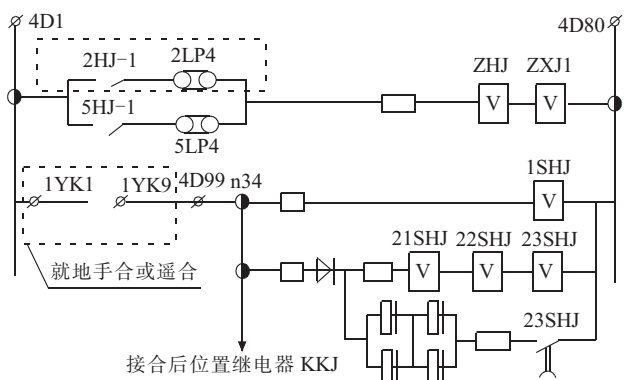 4D1
4D80
2HJ-1
2LP4
ZHJ
ZXJ1
V
V
5HJ-1
5LP4
1YK1
1YK9
4D99
n34
1SHJ
V
21SHJ
22SHJ
23SHJ
V
V
V
就地手合或遥合
23SHJ
接合后位置继电器 KKJ